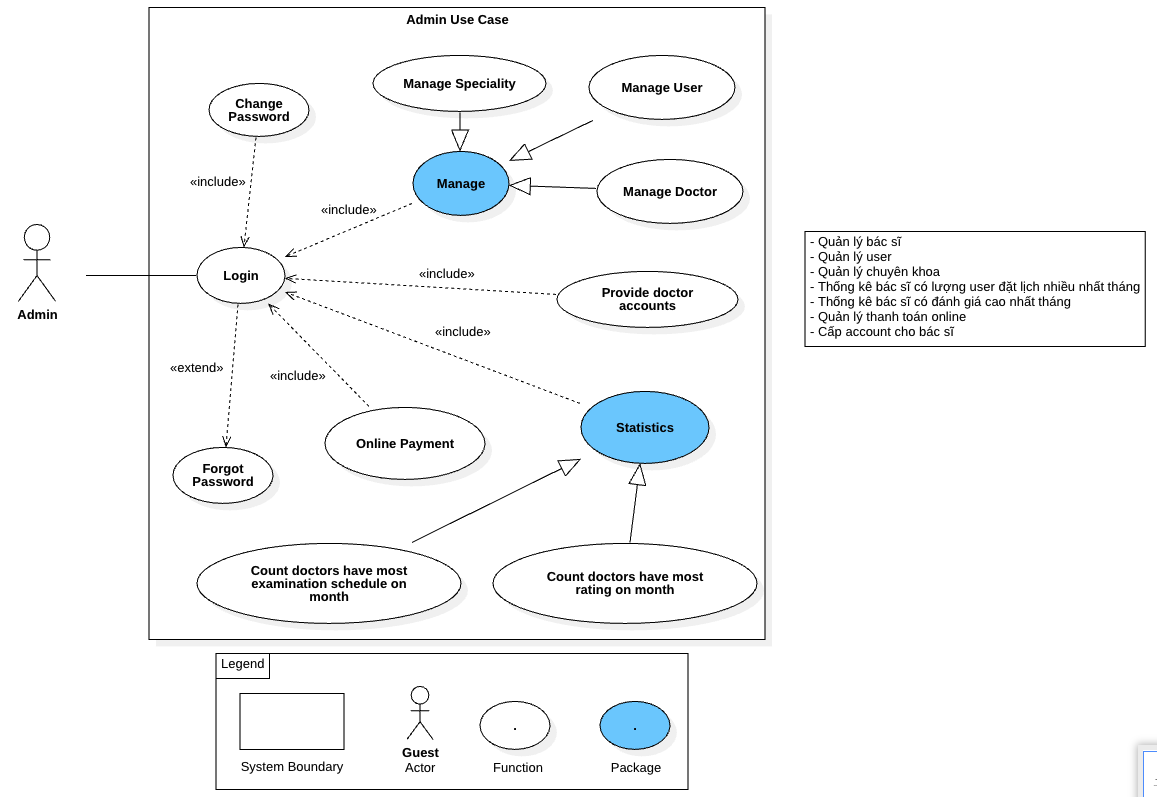 Admin Use Case
Manage Speciality
Manage User
Change
Password
«include»
Manage
Manage Doctor
«include»
Admin
Login
«include»
Provide doctor
accounts
«include»
«extend»
«include»
Statistics
Online Payment
Forgot
Password
Count doctors have most
examination schedule on
month
Count doctors have most
rating on month
- Quản lý bác sĩ
- Quản lý user
- Quản lý chuyên khoa
- Thống kê bác sĩ có lượng user đặt lịch nhiều nhất tháng
- Thống kê bác sĩ có đánh giá cao nhất tháng
- Quản lý thanh toán online
- Cấp account cho bác sĩ
Legend
System Boundary
Guest
Actor
.
Function
.
Package